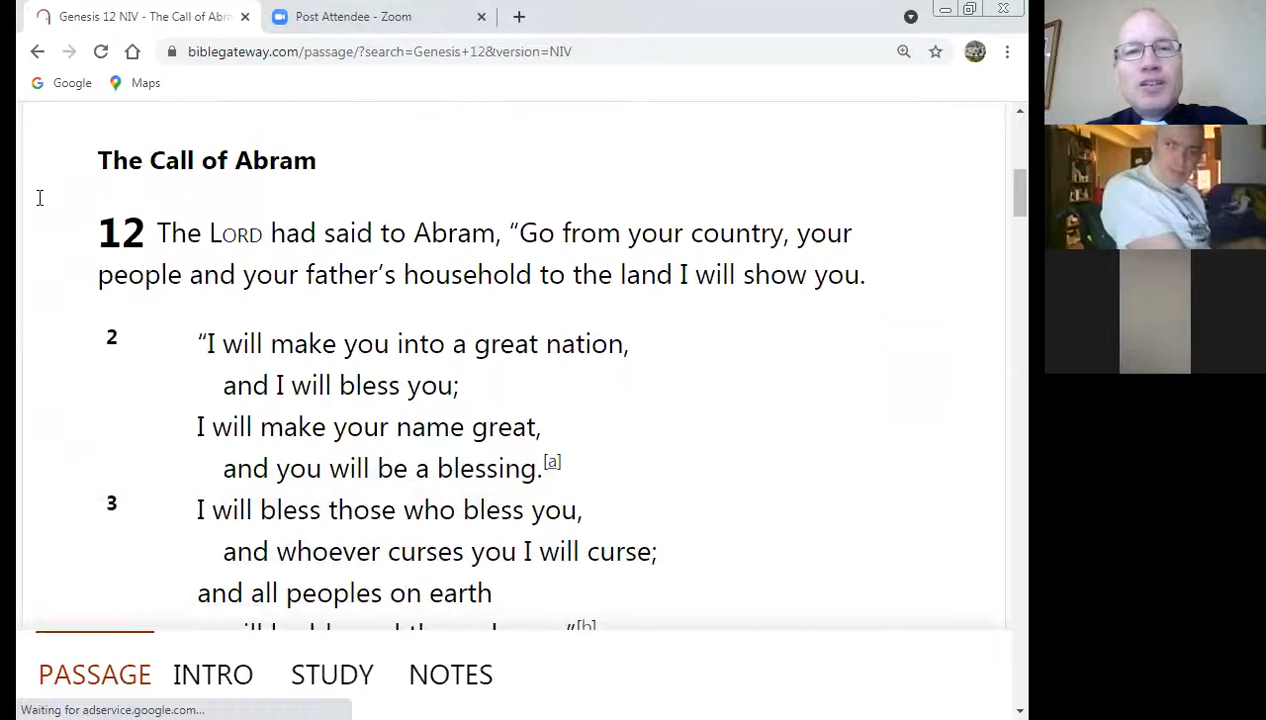 Genesis 12 NIV - The Call of Abra
Post Attendee - Zoom
biblegateway.com/passage/?search=Genesis+12&version=NIV
Google Maps
The Call of Abram
12 The LORD had said to Abram, “Go from your country, your
people and your father’s household to the land I will show you.
2 “I will make you into a great nation,
and I will bless you;
I will make your name great,
and you will be a blessing.[a]
3 I will bless those who bless you,
and whoever curses you I will curse;
and all peoples on earth
[b]
PASSAGE INTRO STUDY NOTES
Waiting for adservice.google.com...